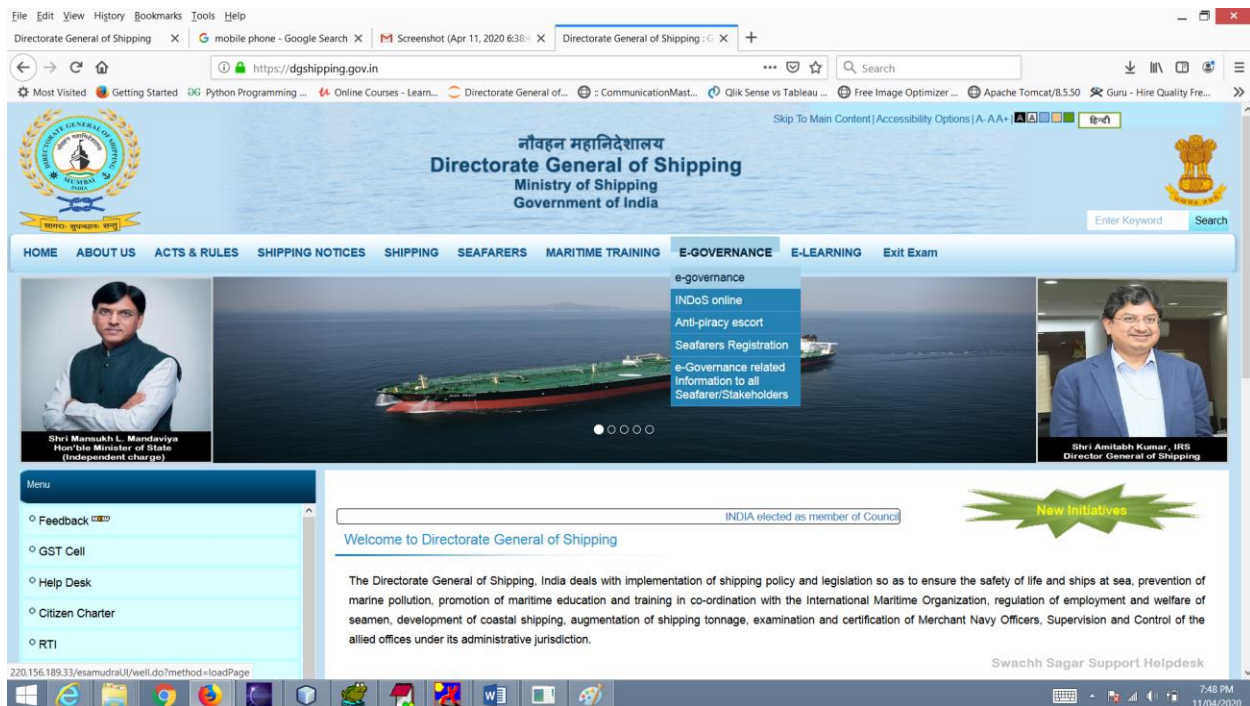 File Edit View History Bookmarks Tools Help
Directorate General of Shipping
mobile phone - Google Search
Screenshot (Apr 11, 2020 6:38:
Directorate General of Shipping : G
https://dgshipping.gov.in
Search
Most Visited Getting Started Python Programming ... Online Courses - Learn... Directorate General of... :: CommunicationMast... Qlik Sense vs Tableau ... Free Image Optimizer ... Apache Tomcat/8.5.50 Guru - Hire Quality Fre...
Skip To Main Content | Accessibility Options | A- A A+ | A A हिन्दी
DIRECTORATE GENERAL OF SHIPPING
MUMBAI
INDIA
नौवहन महानिदेशालय
Directorate General of Shipping
Ministry of Shipping
Government of India
Enter Keyword Search
HOME ABOUT US ACTS & RULES SHIPPING NOTICES SHIPPING SEAFARERS MARITIME TRAINING E-GOVERNANCE E-LEARNING Exit Exam
e-governance
INDoS online
Anti-piracy escort
Seafarers Registration
e-Governance related
Information to all
Seafarer/Stakeholders
Shri Mansukh L. Mandaviya
Hon'ble Minister of State
(Independent charge)
Shri Amitabh Kumar, IRS
Director General of Shipping
Menu
Feedback
GST Cell
Help Desk
Citizen Charter
RTI
INDIA elected as member of Council
New Initiatives
Welcome to Directorate General of Shipping
The Directorate General of Shipping, India deals with implementation of shipping policy and legislation so as to ensure the safety of life and ships at sea, prevention of
marine pollution, promotion of maritime education and training in co-ordination with the International Maritime Organization, regulation of employment and welfare of
seamen, development of coastal shipping, augmentation of shipping tonnage, examination and certification of Merchant Navy Officers, Supervision and Control of the
allied offices under its administrative jurisdiction.
Swachh Sagar Support Helpdesk
220.156.189.33/esamudraUI/well.do?method=loadPage
7:48 PM
11/04/2020